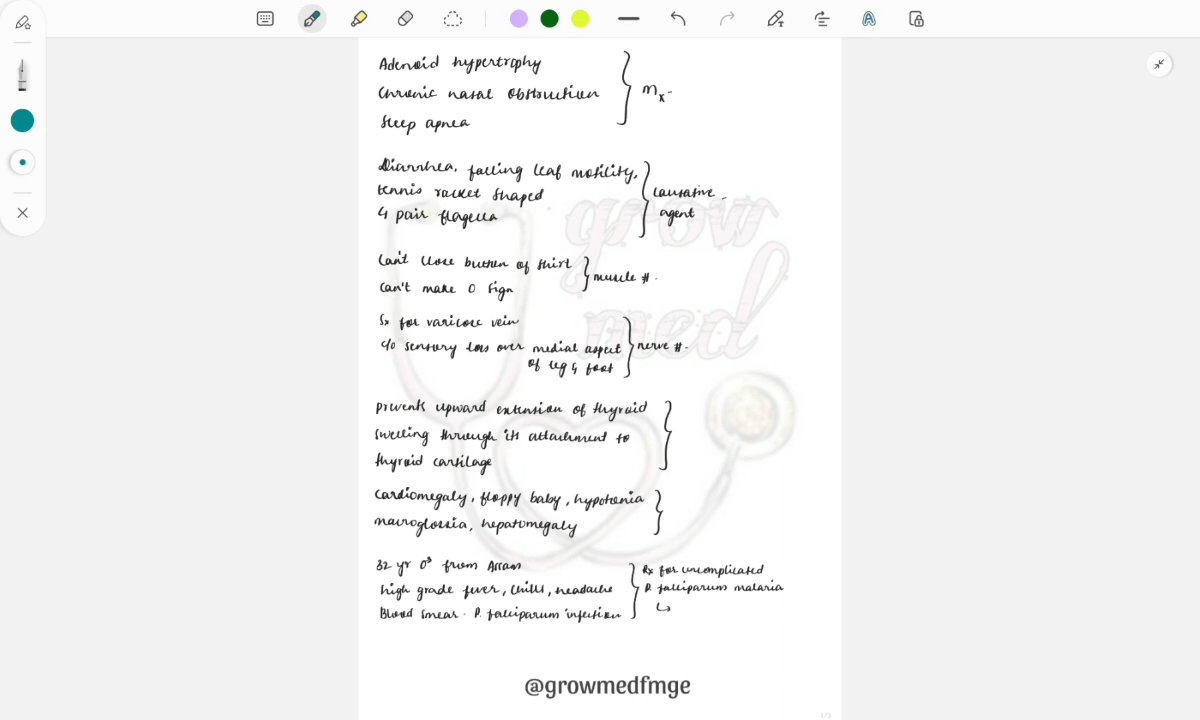 Adenoid hypertrophy
Chronic nasal obstruction
Sleep apnea
} Mx-
Diarrhea, falling leaf motility,
tennis racket shaped
4 pair flagella
} causative
agent
Can't close button of shirt
can't make O sign
} muscle #.
Sx for varicose vein
c/o sensory loss over medial aspect
of leg & foot
} nerve #.
prevents upward extension of thyroid
swelling through its attachment to
thyroid cartilage
Cardiomegaly, floppy baby, hypotonia
macroglossia, hepatomegaly
32 yr ♂ from Assam
high grade fever, chills, headache
Blood smear - P. falciparum infection
} Rx for uncomplicated
P. falciparum malaria
↳
grow
med
@growmedfmge
1/3